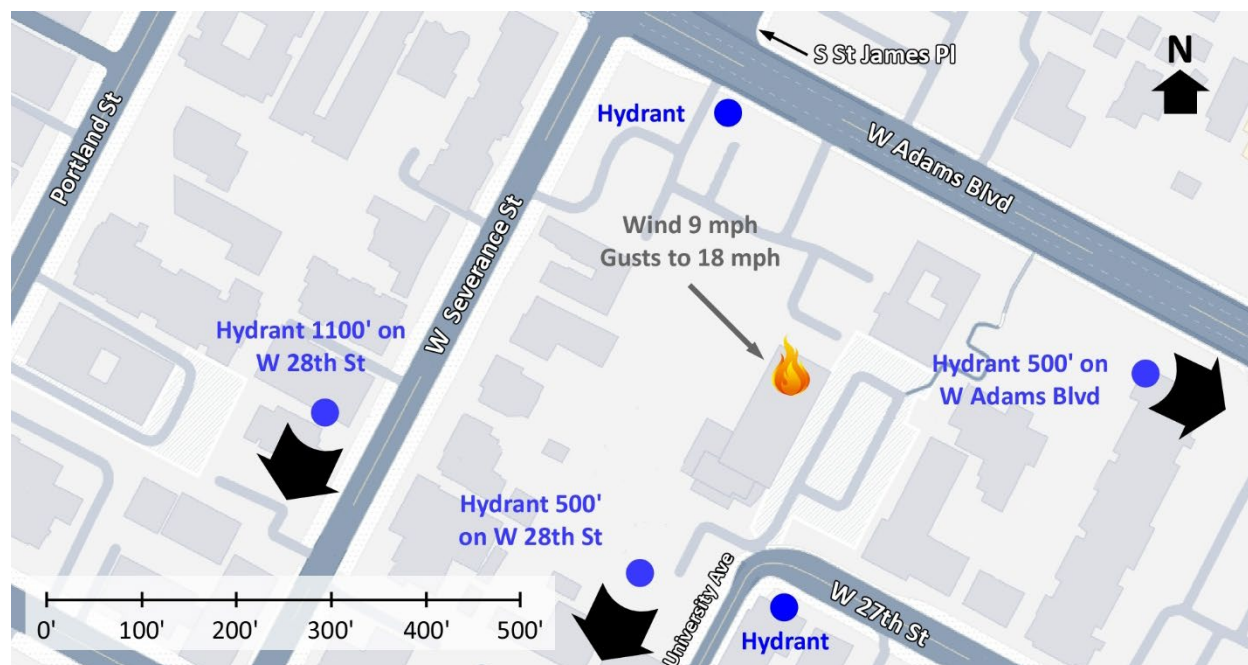 S St James Pl
N
Hydrant
W Adams Blvd
Portland St
W Severance St
Wind 9 mph
Gusts to 18 mph
Hydrant 1100' on
W 28th St
Hydrant 500' on
W Adams Blvd
Hydrant 500'
on W 28th St
University Ave
W 27th St
Hydrant
0' 100' 200' 300' 400' 500'